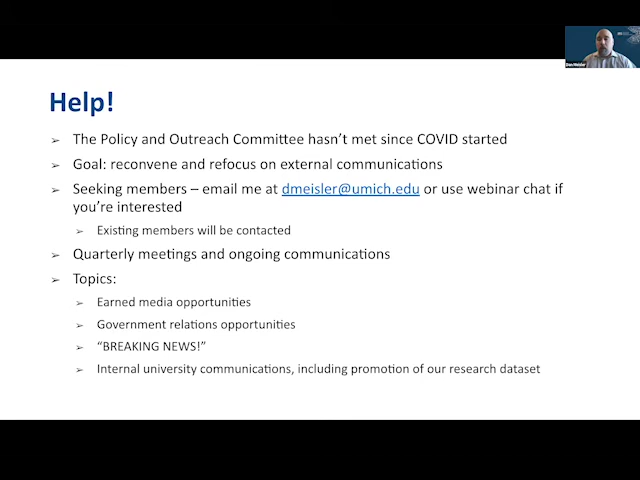 Help!
➢ The Policy and Outreach Committee hasn't met since COVID started
➢ Goal: reconvene and refocus on external communications
➢ Seeking members – email me at dmeisler@umich.edu or use webinar chat if
you're interested
➢ Existing members will be contacted
➢ Quarterly meetings and ongoing communications
➢ Topics:
➢ Earned media opportunities
➢ Government relations opportunities
➢ "BREAKING NEWS!"
➢ Internal university communications, including promotion of our research dataset
Dan Meisler